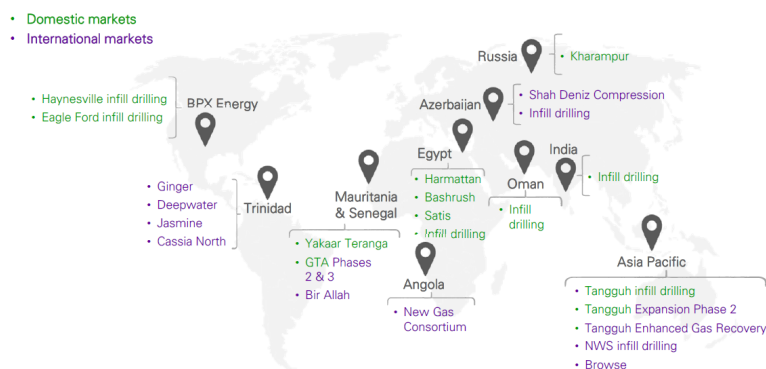 • Domestic markets
• International markets
Russia
• Kharampur
• Haynesville infill drilling
• Eagle Ford infill drilling
BPX Energy
Azerbaijan
• Shah Deniz Compression
• Infill drilling
Egypt
• Harmattan
• Bashrush
• Satis
• Infill drilling
Oman
• Infill
drilling
India
• Infill drilling
• Ginger
• Deepwater
• Jasmine
• Cassia North
Trinidad
Mauritania
& Senegal
• Yakaar Teranga
• GTA Phases
2 & 3
• Bir Allah
Angola
• New Gas
Consortium
Asia Pacific
• Tangguh infill drilling
• Tangguh Expansion Phase 2
• Tangguh Enhanced Gas Recovery
• NWS infill drilling
• Browse